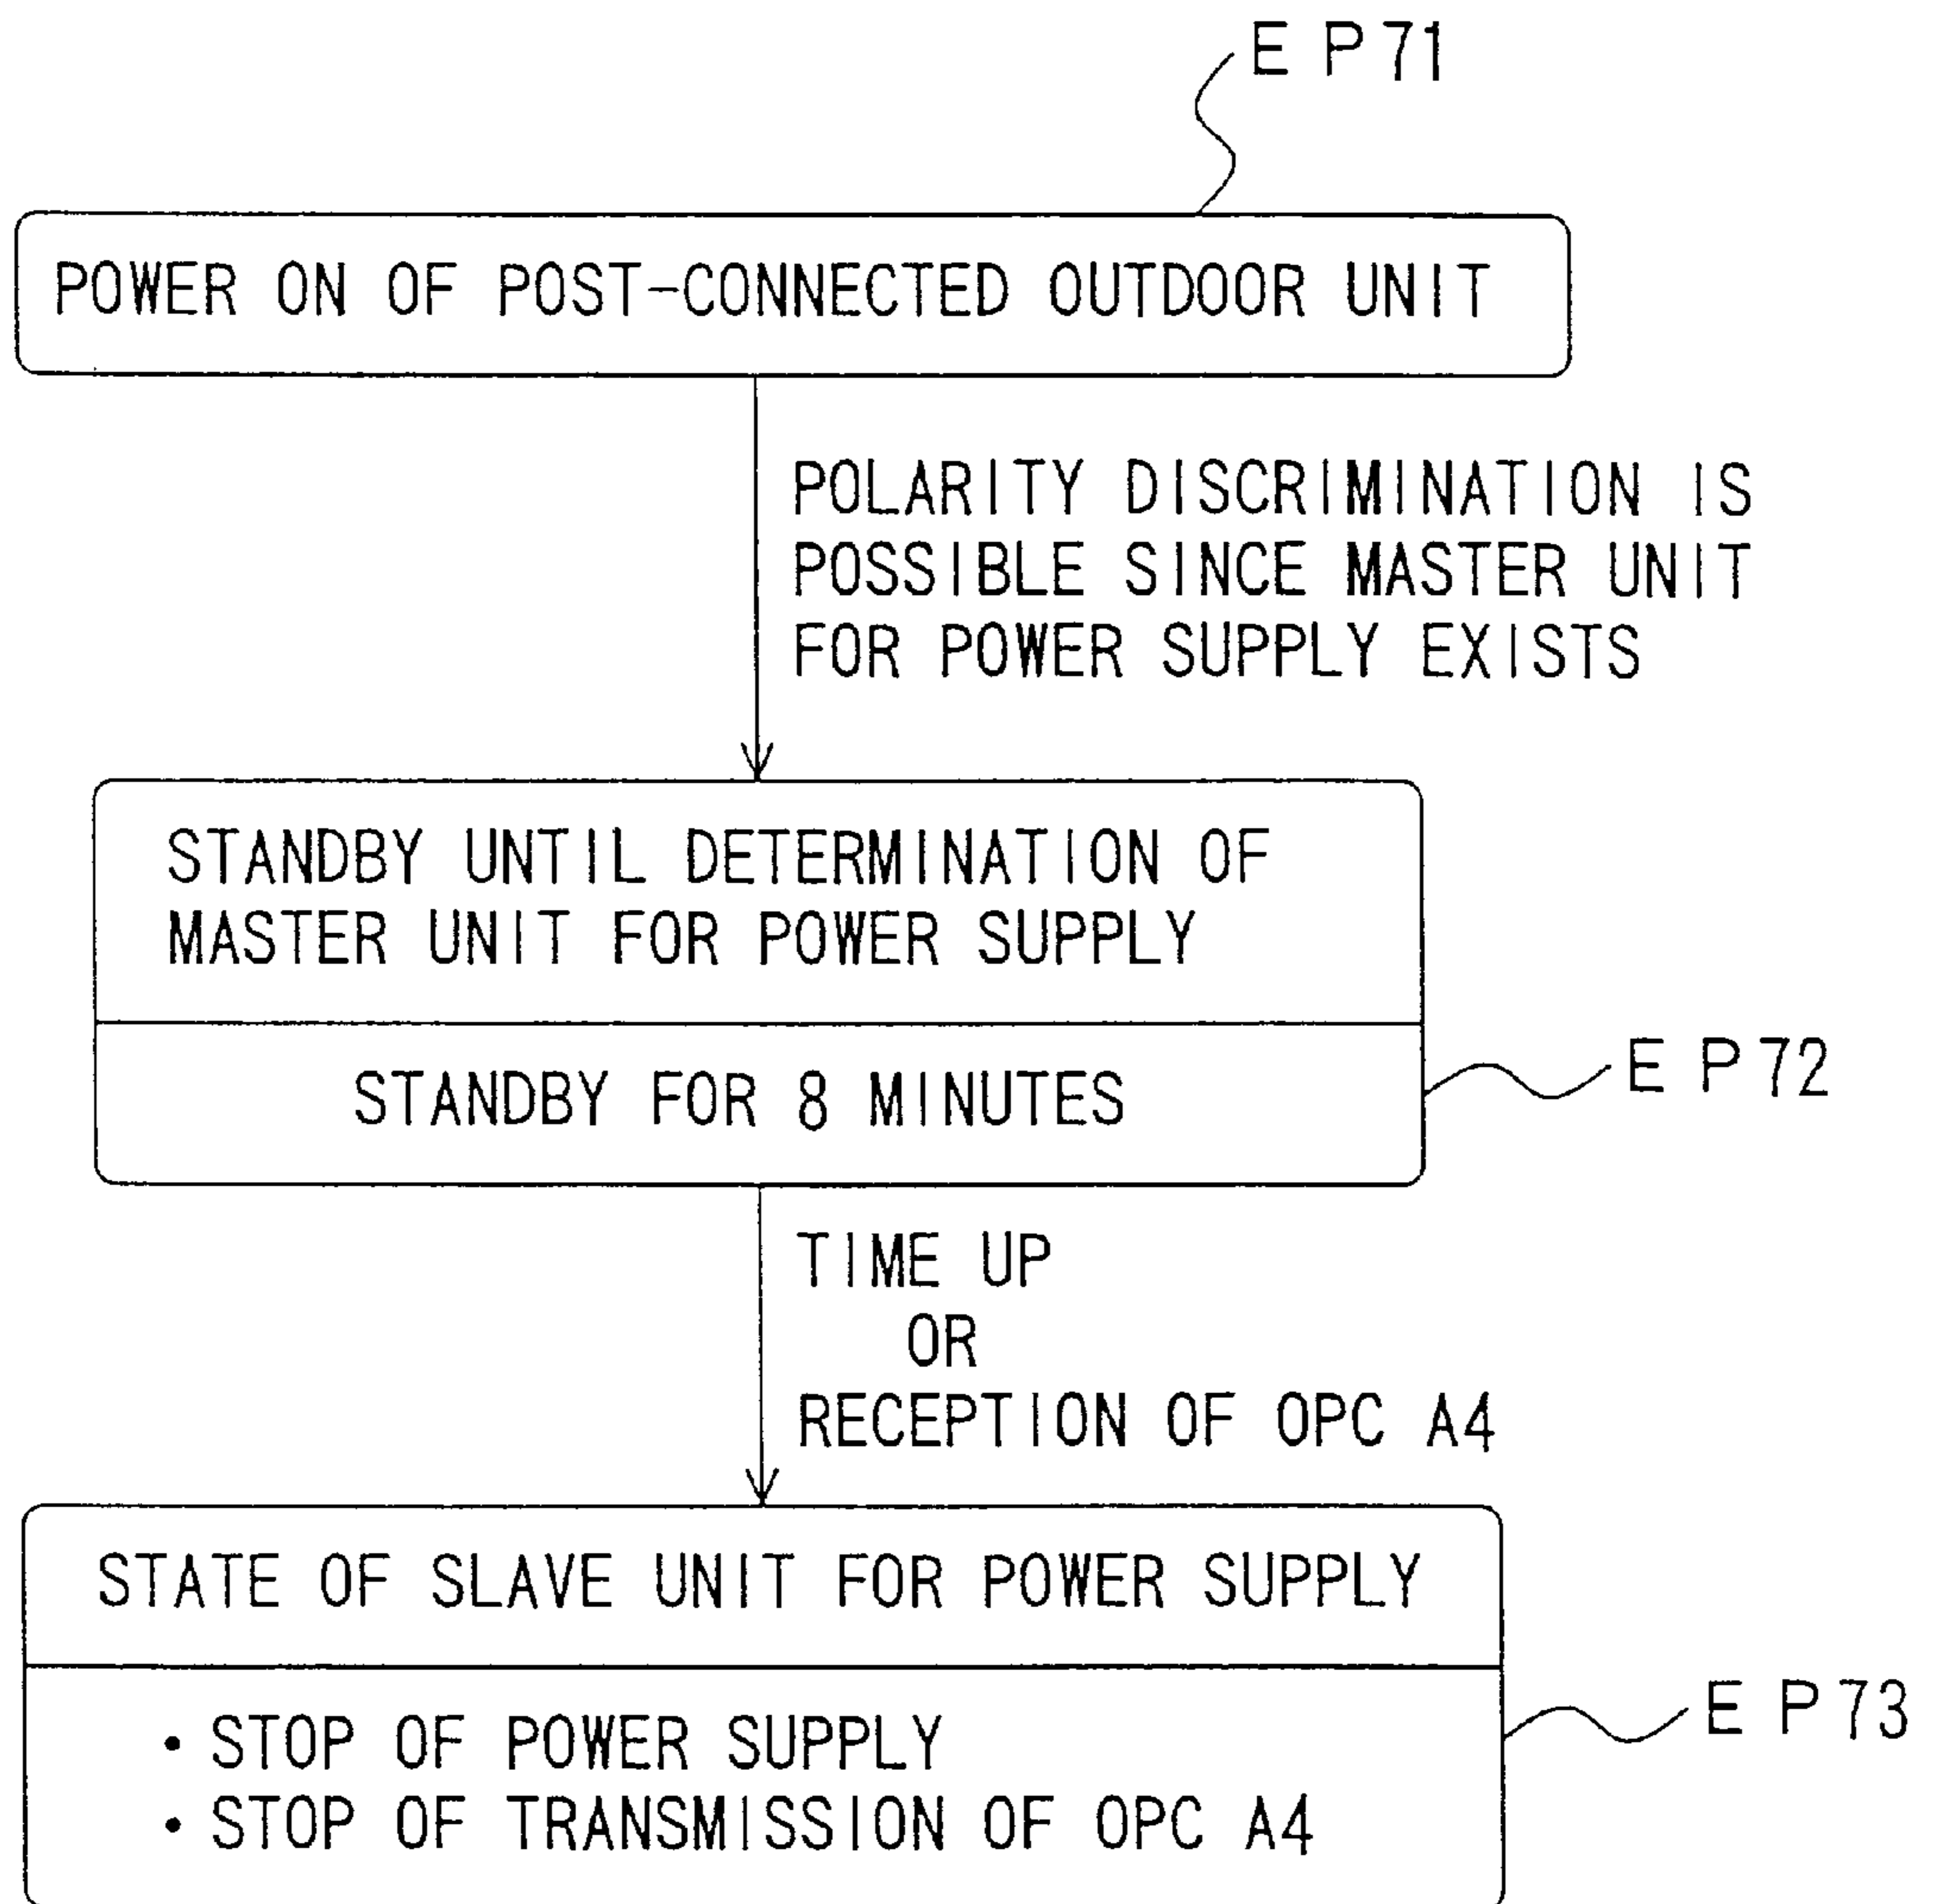 EP71
POWER ON OF POST-CONNECTED OUTDOOR UNIT
POLARITY DISCRIMINATION IS
POSSIBLE SINCE MASTER UNIT
FOR POWER SUPPLY EXISTS
STANDBY UNTIL DETERMINATION OF
MASTER UNIT FOR POWER SUPPLY
STANDBY FOR 8 MINUTES
EP72
TIME UP
OR
RECEPTION OF OPC A4
STATE OF SLAVE UNIT FOR POWER SUPPLY
• STOP OF POWER SUPPLY
• STOP OF TRANSMISSION OF OPC A4
EP73